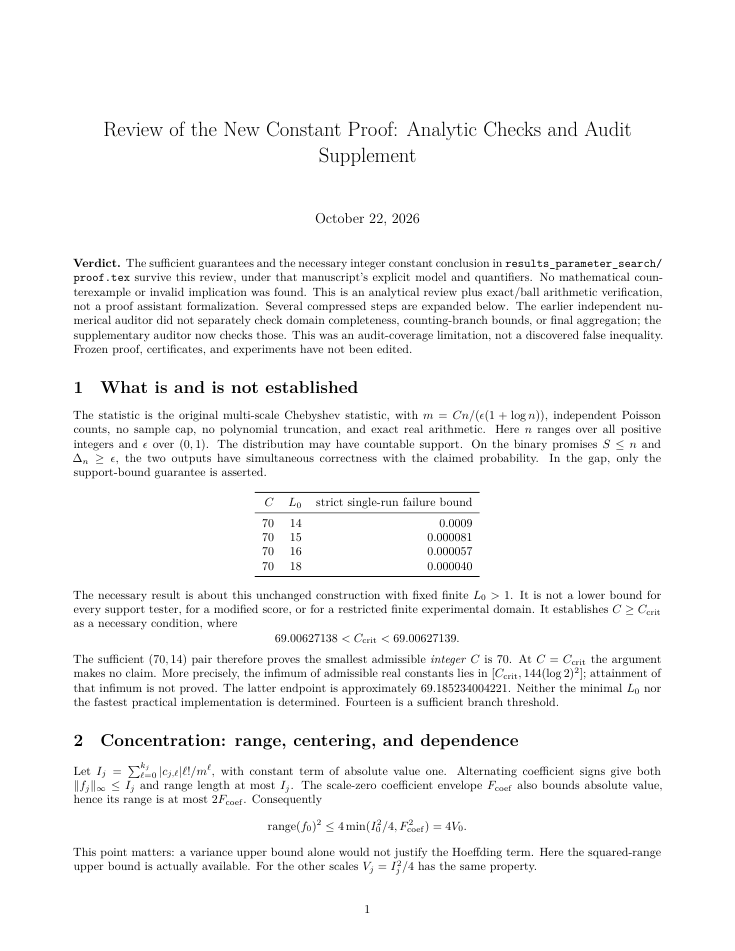 Review of the New Constant Proof: Analytic Checks and Audit
Supplement
October 22, 2026
Verdict. The sufficient guarantees and the necessary integer constant conclusion in results_parameter_search/
proof.tex survive this review, under that manuscript's explicit model and quantifiers. No mathematical coun-
terexample or invalid implication was found. This is an analytical review plus exact/ball arithmetic verification,
not a proof assistant formalization. Several compressed steps are expanded below. The earlier independent nu-
merical auditor did not separately check domain completeness, counting-branch bounds, or final aggregation; the
supplementary auditor now checks those. This was an audit-coverage limitation, not a discovered false inequality.
Frozen proof, certificates, and experiments have not been edited.
1 What is and is not established
The statistic is the original multi-scale Chebyshev statistic, with m = Cn/(ϵ(1 + log n)), independent Poisson
counts, no sample cap, no polynomial truncation, and exact real arithmetic. Here n ranges over all positive
integers and ϵ over (0, 1). The distribution may have countable support. On the binary promises S ≤ n and
Δₙ ≥ ϵ, the two outputs have simultaneous correctness with the claimed probability. In the gap, only the
support-bound guarantee is asserted.
C L₀ strict single-run failure bound
70 14 0.0009
70 15 0.000081
70 16 0.000057
70 18 0.000040
The necessary result is about this unchanged construction with fixed finite L₀ > 1. It is not a lower bound for
every support tester, for a modified score, or for a restricted finite experimental domain. It establishes C ≥ C_crit
as a necessary condition, where
69.00627138 < C_crit < 69.00627139.
The sufficient (70, 14) pair therefore proves the smallest admissible integer C is 70. At C = C_crit the argument
makes no claim. More precisely, the infimum of admissible real constants lies in [C_crit, 144(log 2)²]; attainment of
that infimum is not proved. The latter endpoint is approximately 69.185234004221. Neither the minimal L₀ nor
the fastest practical implementation is determined. Fourteen is a sufficient branch threshold.
2 Concentration: range, centering, and dependence
Let I_j = ∑_{ℓ=0}^{k_j} |c_{j,ℓ}|ℓ!/m^ℓ, with constant term of absolute value one. Alternating coefficient signs give both
‖f_j‖_∞ ≤ I_j and range length at most I_j. The scale-zero coefficient envelope F_coef also bounds absolute value,
hence its range is at most 2F_coef. Consequently
range(f₀)² ≤ 4 min(I₀²/4, F²_coef) = 4V₀.
This point matters: a variance upper bound alone would not justify the Hoeffding term. Here the squared-range
upper bound is actually available. For the other scales V_j = I_j²/4 has the same property.
1